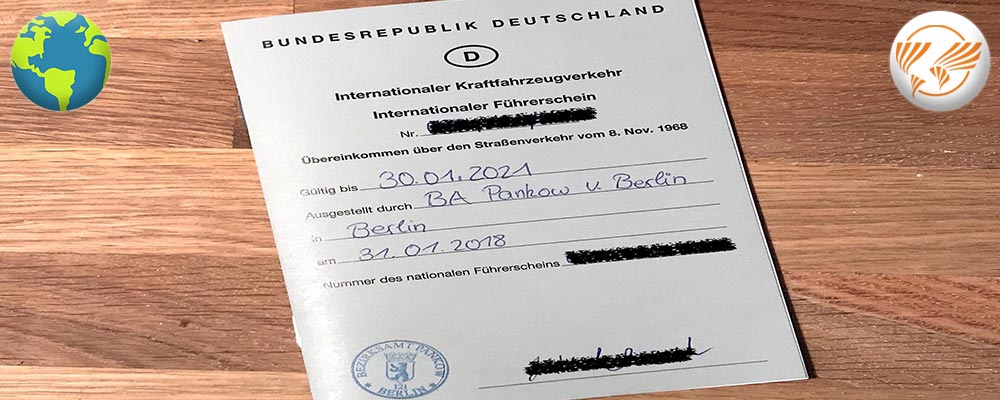 BUNDESREPUBLIK DEUTSCHLAND
D
Internationaler Kraftfahrzeugverkehr
Internationaler Führerschein
Nr.
Übereinkommen über den Straßenverkehr vom 8. Nov. 1968
Gültig bis 30.01.2021
Ausgestellt durch BA Pankow v. Berlin
in Berlin
am 31.01.2018
Nummer des nationalen Führerscheins
BEZIRKSAMT PANKOW
121
BERLIN